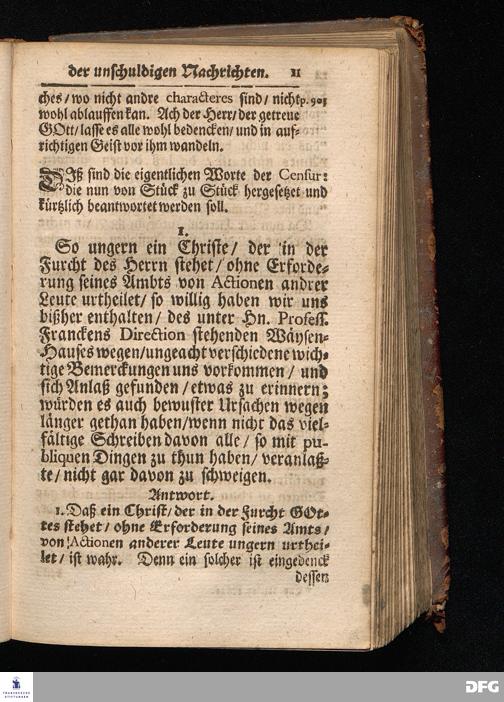 der unschuldigen Nachrichten. 11
ches / wo nicht andre characteres sind / nicht p. 901
wohl ablauffen kan. Ach der Herr / der getreue
GOtt / lasse es alle wohl bedencken / und in auf-
richtigen Geist vor ihm wandeln.
DIß sind die eigentlichen Worte der Censur:
die nun von Stück zu Stück hergesetzet und
kürtzlich beantwortet werden soll.
1.
So ungern ein Christe / der in der
Furcht des Herrn stehet / ohne Erforde-
rung seines Ambts von Actionen andrer
Leute urtheilet / so willig haben wir uns
bißher enthalten / des unter Hn. Profess.
Franckens Direction stehenden Wäysen-
Hauses wegen / ungeacht verschiedene wich-
tige Bemerckungen uns vorkommen / und
sich Anlaß gefunden / etwas zu erinnern;
würden es auch bewuster Ursachen wegen
länger gethan haben / wenn nicht das viel-
fältige Schreiben davon alle / so mit pu-
bliquen Dingen zu thun haben / veranlaß-
te / nicht gar davon zu schweigen.
Antwort.
1. Daß ein Christ / der in der Furcht GOt-
tes stehet / ohne Erforderung seines Amts /
von Actionen anderer Leute ungern urthei-
let / ist wahr. Denn ein solcher ist eingedenck
dessen
FRANCKESCHE
STIFTUNGEN
DFG